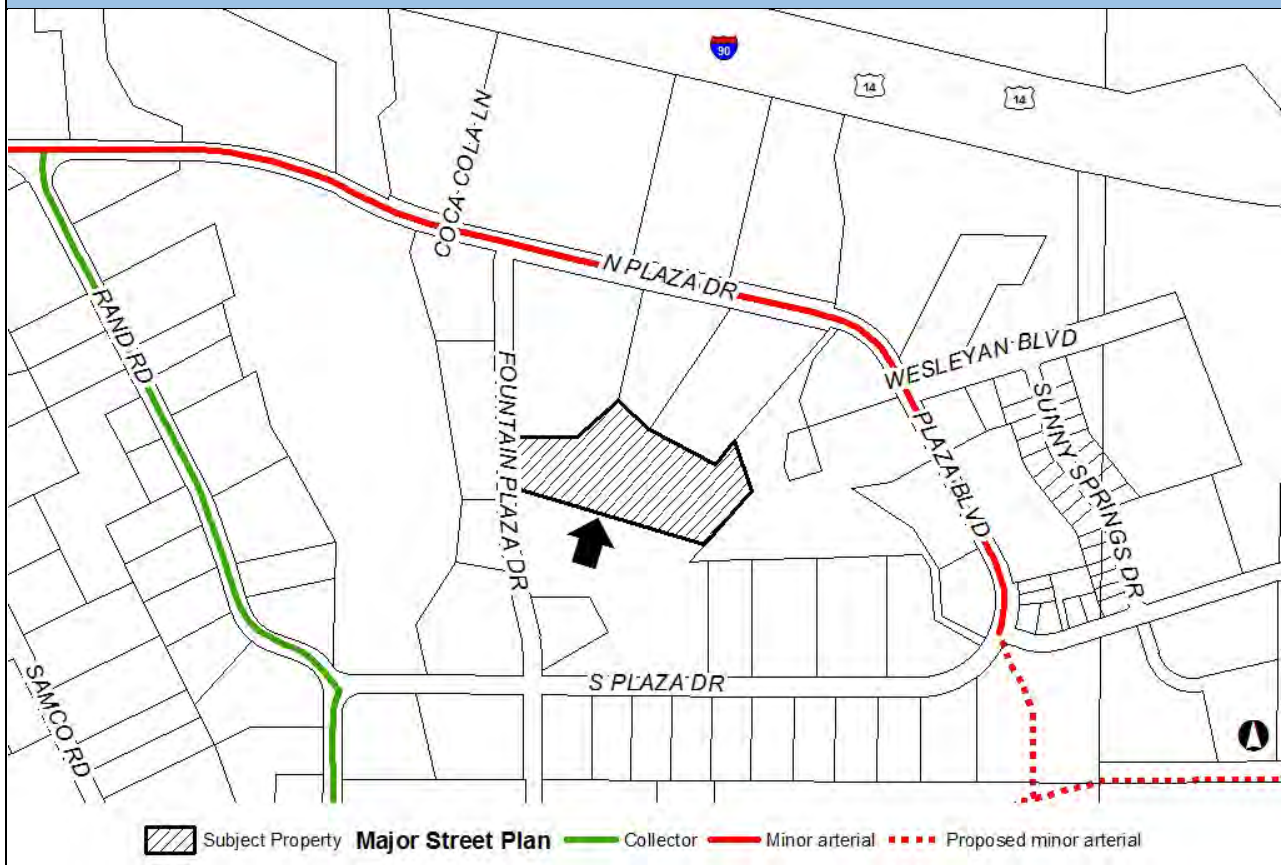 90
14
14
COCA COLA LN
N PLAZA DR
RAND RD
FOUNTAIN PLAZA DR
WESLEYAN BLVD
PLAZA BLVD
SUNNY SPRINGS DR
S PLAZA DR
SAMCO RD
Subject Property Major Street Plan Collector Minor arterial Proposed minor arterial